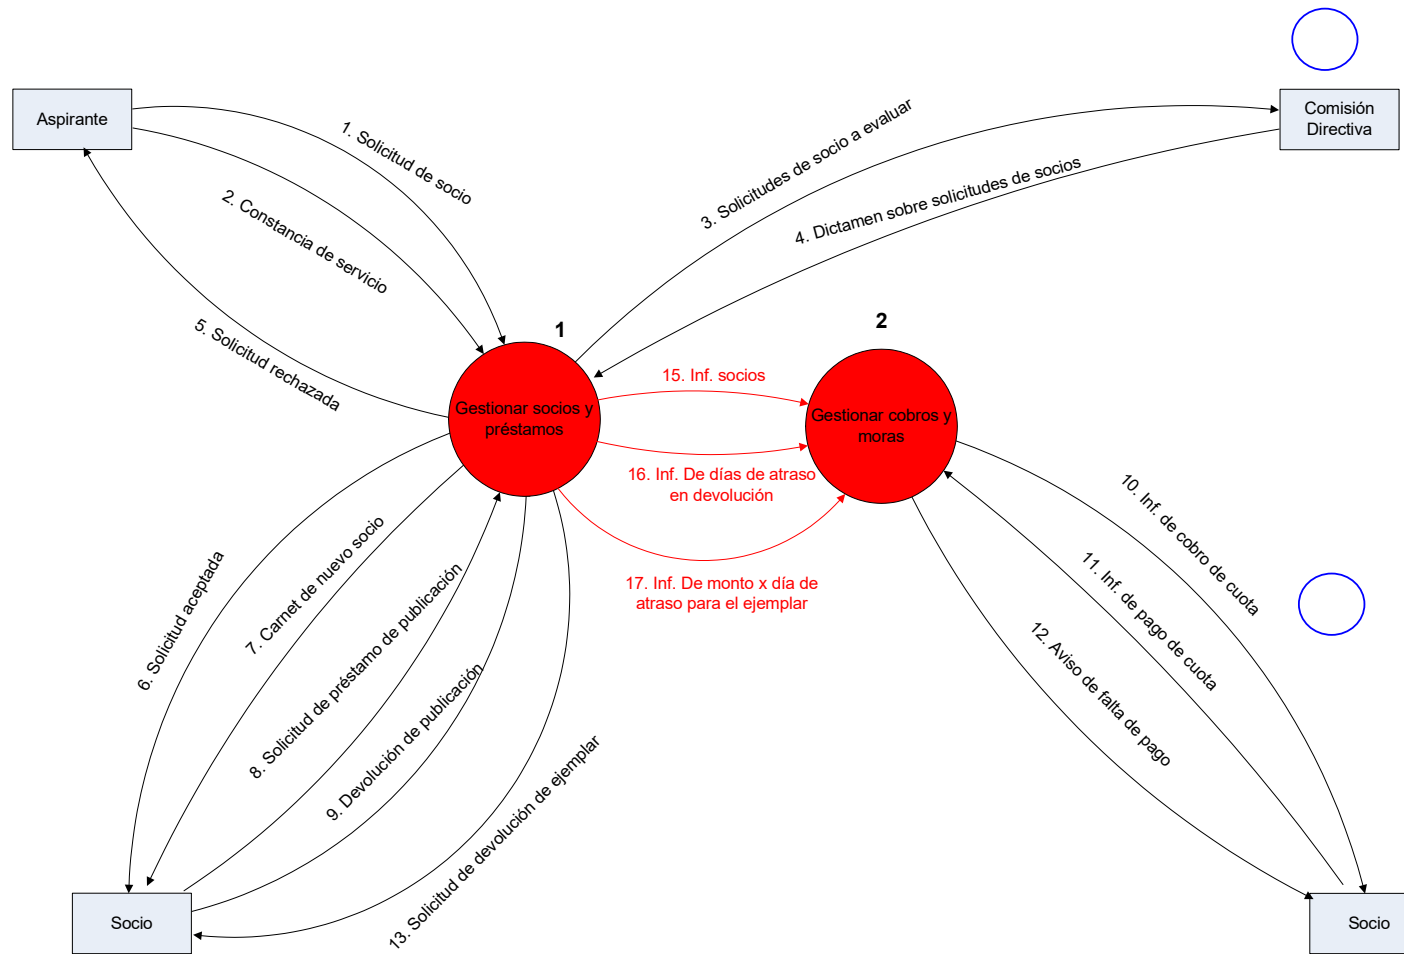 Aspirante
Comisión
Directiva
1. Solicitud de socio
2. Constancia de servicio
3. Solicitudes de socio a evaluar
4. Dictamen sobre solicitudes de socios
5. Solicitud rechazada
1
2
Gestionar socios y
préstamos
15. Inf. socios
Gestionar cobros y
moras
16. Inf. De días de atraso
en devolución
17. Inf. De monto x día de
atraso para el ejemplar
6. Solicitud aceptada
7. Carnet de nuevo socio
8. Solicitud de préstamo de publicación
9. Devolución de publicación
13. Solicitud de devolución de ejemplar
10. Inf. de cobro de cuota
11. Inf. de pago de cuota
12. Aviso de falta de pago
Socio
Socio